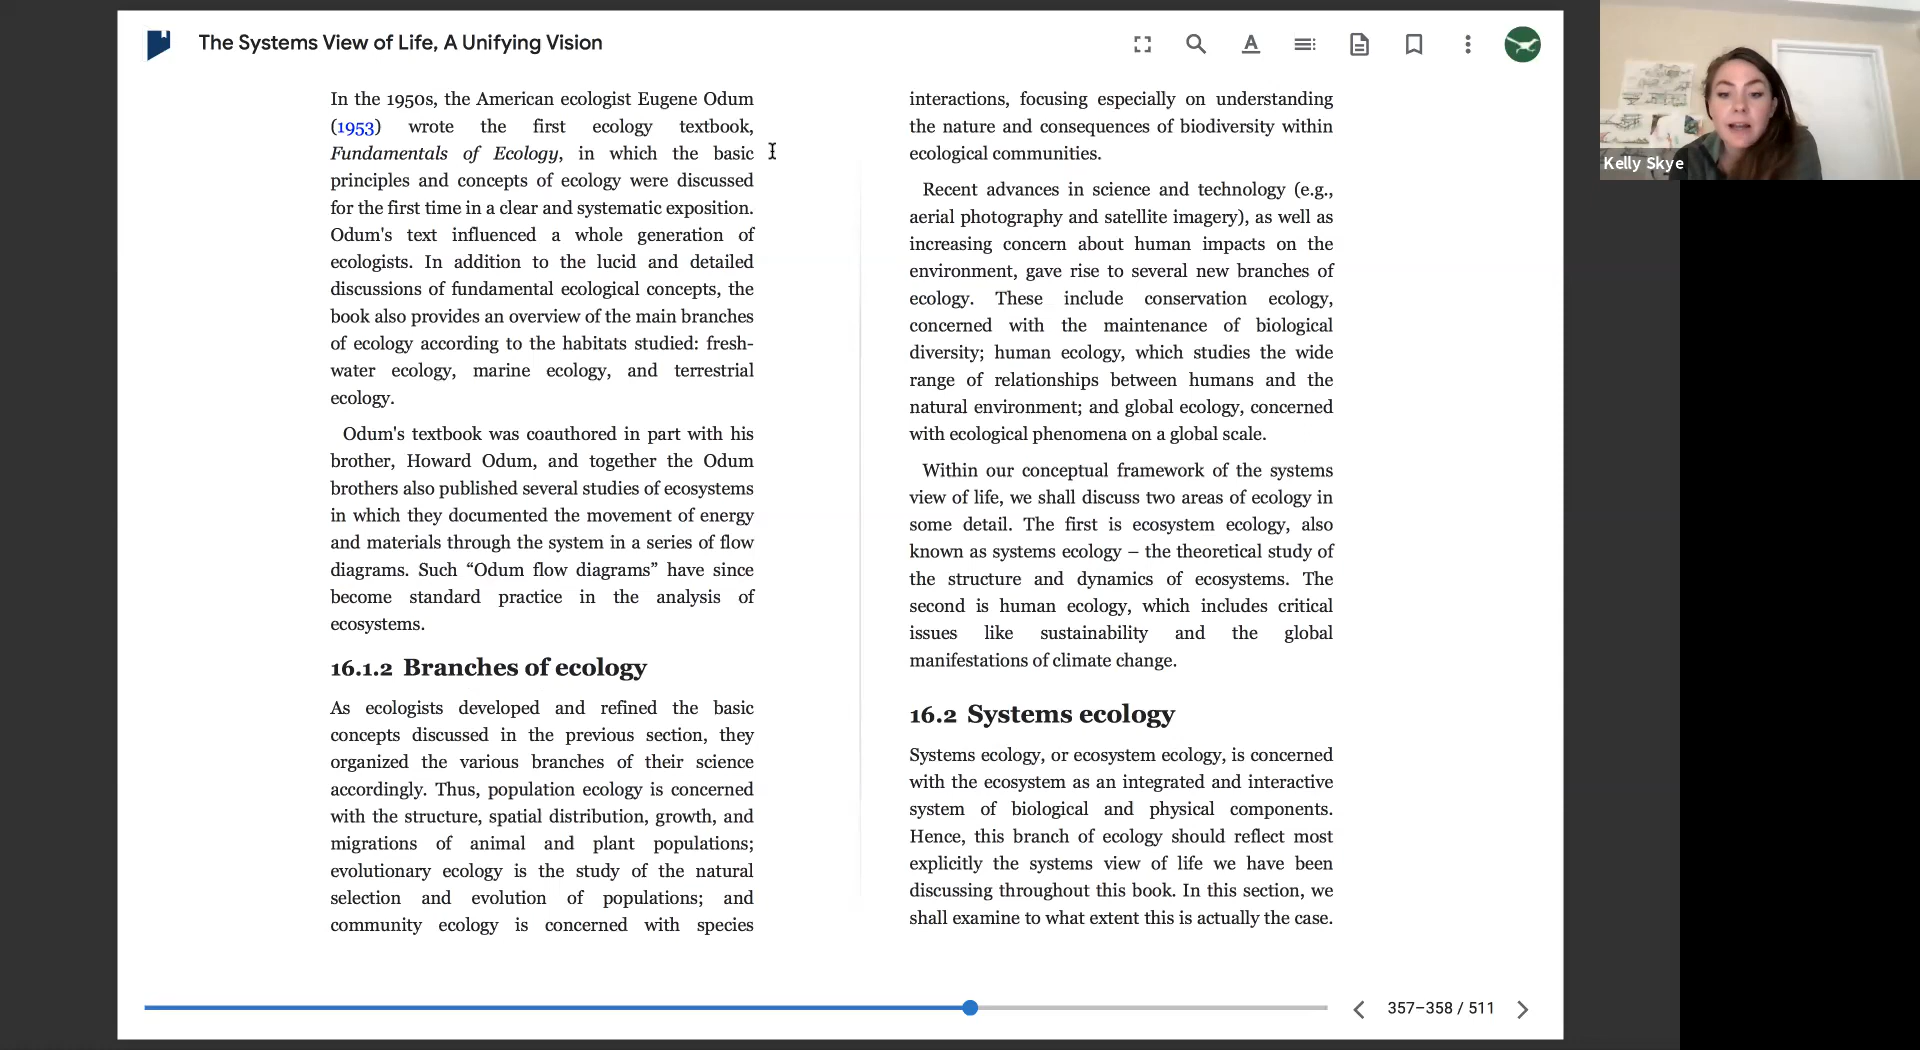 The Systems View of Life, A Unifying Vision
In the 1950s, the American ecologist Eugene Odum
(1953) wrote the first ecology textbook,
Fundamentals of Ecology, in which the basic
principles and concepts of ecology were discussed
for the first time in a clear and systematic exposition.
Odum's text influenced a whole generation of
ecologists. In addition to the lucid and detailed
discussions of fundamental ecological concepts, the
book also provides an overview of the main branches
of ecology according to the habitats studied: fresh-
water ecology, marine ecology, and terrestrial
ecology.
Odum's textbook was coauthored in part with his
brother, Howard Odum, and together the Odum
brothers also published several studies of ecosystems
in which they documented the movement of energy
and materials through the system in a series of flow
diagrams. Such “Odum flow diagrams” have since
become standard practice in the analysis of
ecosystems.
16.1.2 Branches of ecology
As ecologists developed and refined the basic
concepts discussed in the previous section, they
organized the various branches of their science
accordingly. Thus, population ecology is concerned
with the structure, spatial distribution, growth, and
migrations of animal and plant populations;
evolutionary ecology is the study of the natural
selection and evolution of populations; and
community ecology is concerned with species
interactions, focusing especially on understanding
the nature and consequences of biodiversity within
ecological communities.
Recent advances in science and technology (e.g.,
aerial photography and satellite imagery), as well as
increasing concern about human impacts on the
environment, gave rise to several new branches of
ecology. These include conservation ecology,
concerned with the maintenance of biological
diversity; human ecology, which studies the wide
range of relationships between humans and the
natural environment; and global ecology, concerned
with ecological phenomena on a global scale.
Within our conceptual framework of the systems
view of life, we shall discuss two areas of ecology in
some detail. The first is ecosystem ecology, also
known as systems ecology – the theoretical study of
the structure and dynamics of ecosystems. The
second is human ecology, which includes critical
issues like sustainability and the global
manifestations of climate change.
16.2 Systems ecology
Systems ecology, or ecosystem ecology, is concerned
with the ecosystem as an integrated and interactive
system of biological and physical components.
Hence, this branch of ecology should reflect most
explicitly the systems view of life we have been
discussing throughout this book. In this section, we
shall examine to what extent this is actually the case.
357–358 / 511
Kelly Skye